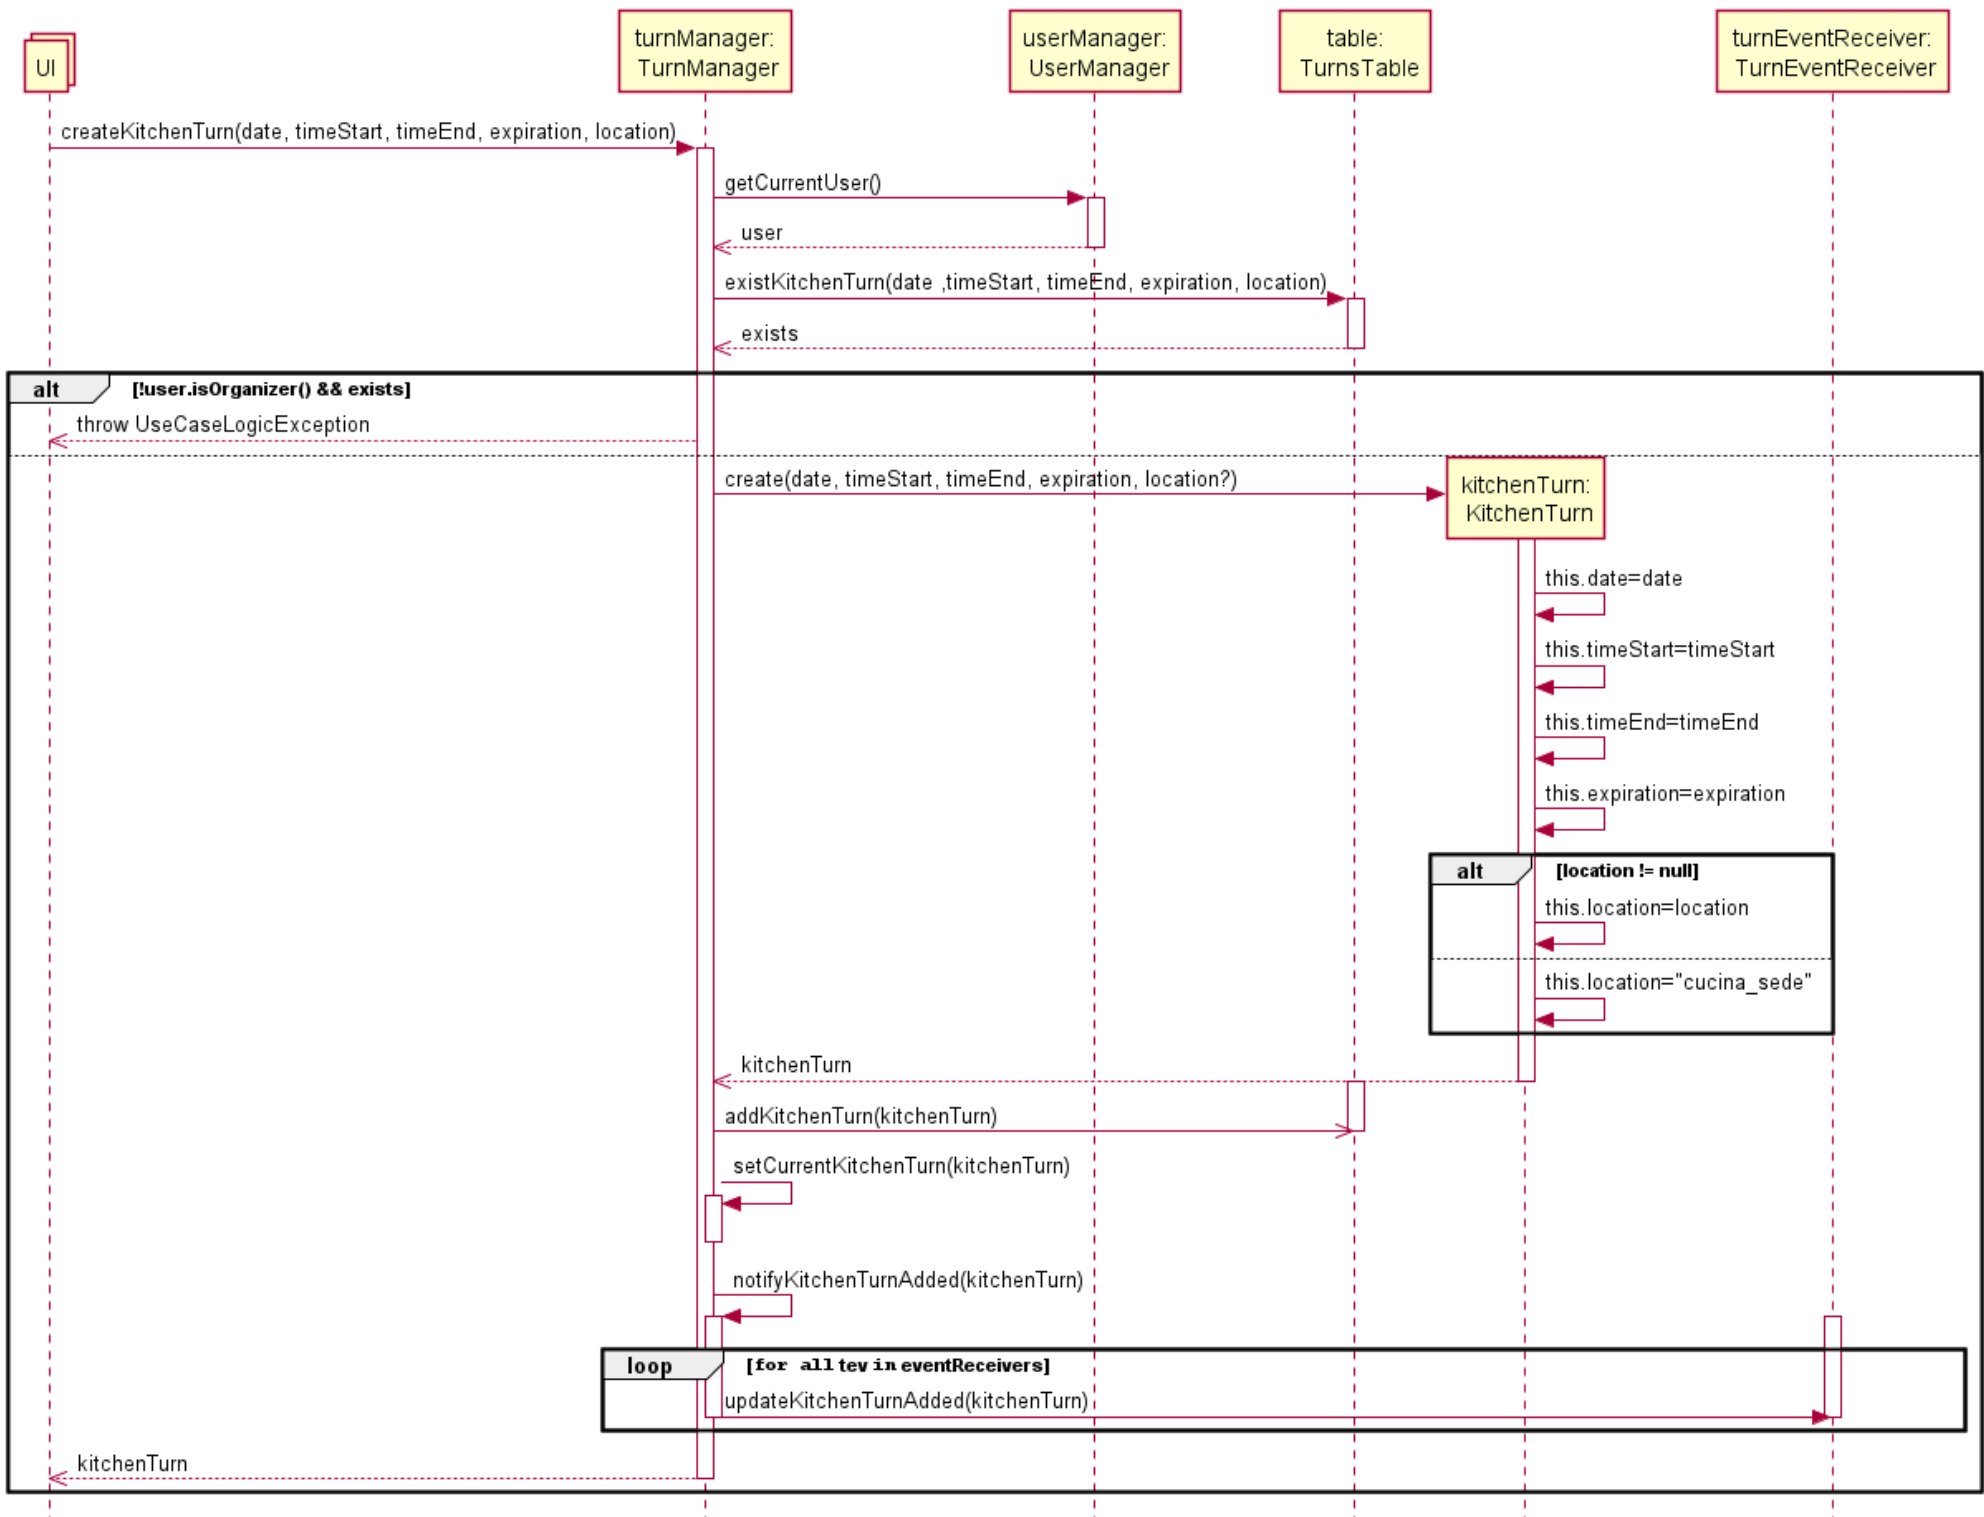 UI
turnManager:
TurnManager
userManager:
UserManager
table:
TurnsTable
turnEventReceiver:
TurnEventReceiver
createKitchenTurn(date, timeStart, timeEnd, expiration, location)
getCurrentUser()
user
existKitchenTurn(date ,timeStart, timeEnd, expiration, location)
exists
alt [!user.isOrganizer() && exists]
throw UseCaseLogicException
create(date, timeStart, timeEnd, expiration, location?)
kitchenTurn:
KitchenTurn
this.date=date
this.timeStart=timeStart
this.timeEnd=timeEnd
this.expiration=expiration
alt [location != null]
this.location=location
this.location="cucina_sede"
kitchenTurn
addKitchenTurn(kitchenTurn)
setCurrentKitchenTurn(kitchenTurn)
notifyKitchenTurnAdded(kitchenTurn)
loop [for all tev in eventReceivers]
updateKitchenTurnAdded(kitchenTurn)
kitchenTurn